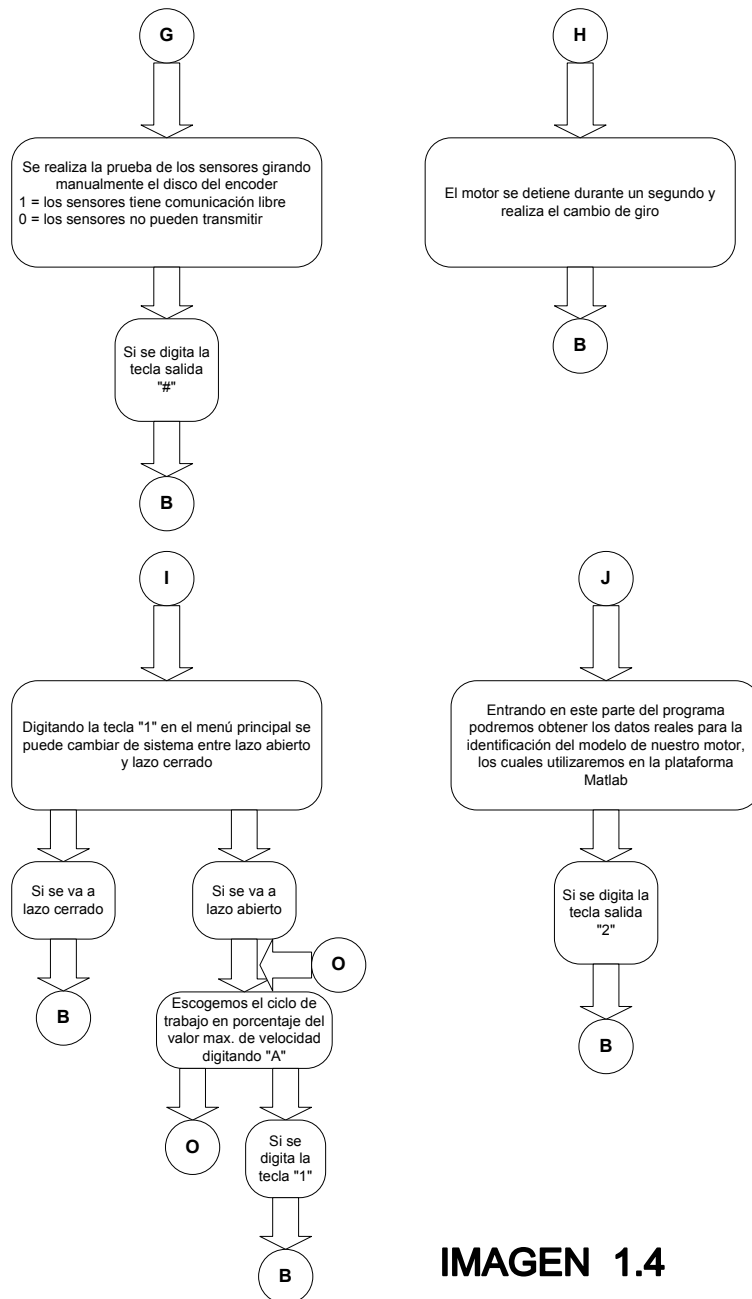 G
Se realiza la prueba de los sensores girando
manualmente el disco del encoder
1 = los sensores tiene comunicación libre
0 = los sensores no pueden transmitir
Si se digita la
tecla salida
"#"
B
H
El motor se detiene durante un segundo y
realiza el cambio de giro
B
I
Digitando la tecla "1" en el menú principal se
puede cambiar de sistema entre lazo abierto
y lazo cerrado
Si se va a
lazo cerrado
B
Si se va a
lazo abierto
O
Escogemos el ciclo de
trabajo en porcentaje del
valor max. de velocidad
digitando "A"
O
Si se
digita la
tecla "1"
B
J
Entrando en este parte del programa
podremos obtener los datos reales para la
identificación del modelo de nuestro motor,
los cuales utilizaremos en la plataforma
Matlab
Si se digita la
tecla salida
"2"
B
IMAGEN 1.4